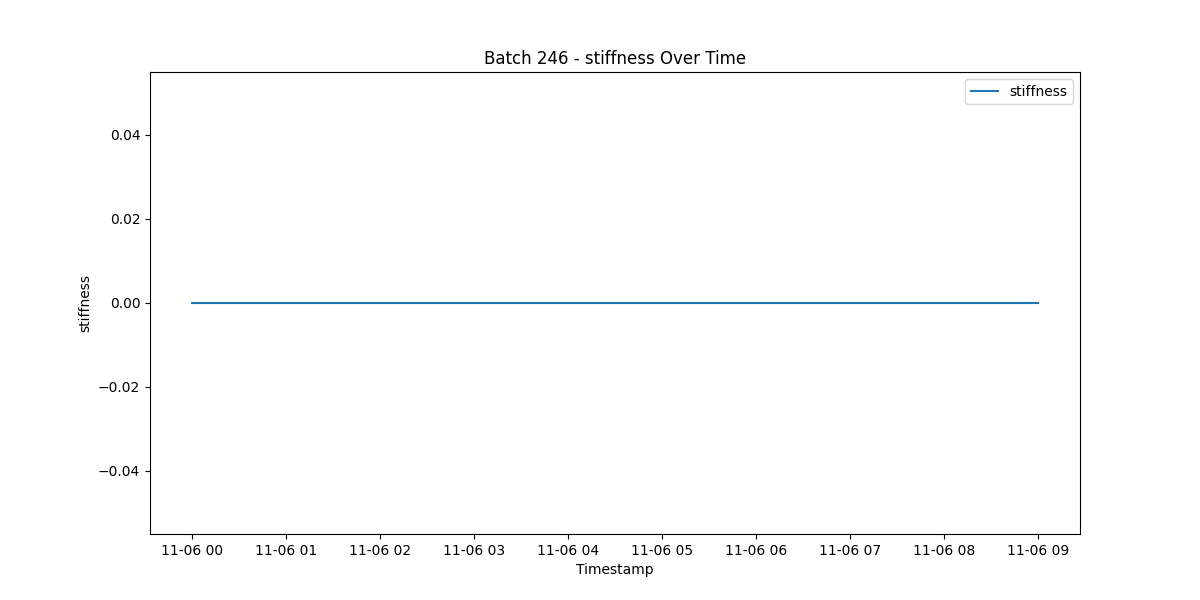 Batch 246 - stiffness Over Time
stiffness
0.04
0.02
0.00
−0.02
−0.04
stiffness
11-06 00 11-06 01 11-06 02 11-06 03 11-06 04 11-06 05 11-06 06 11-06 07 11-06 08 11-06 09
Timestamp